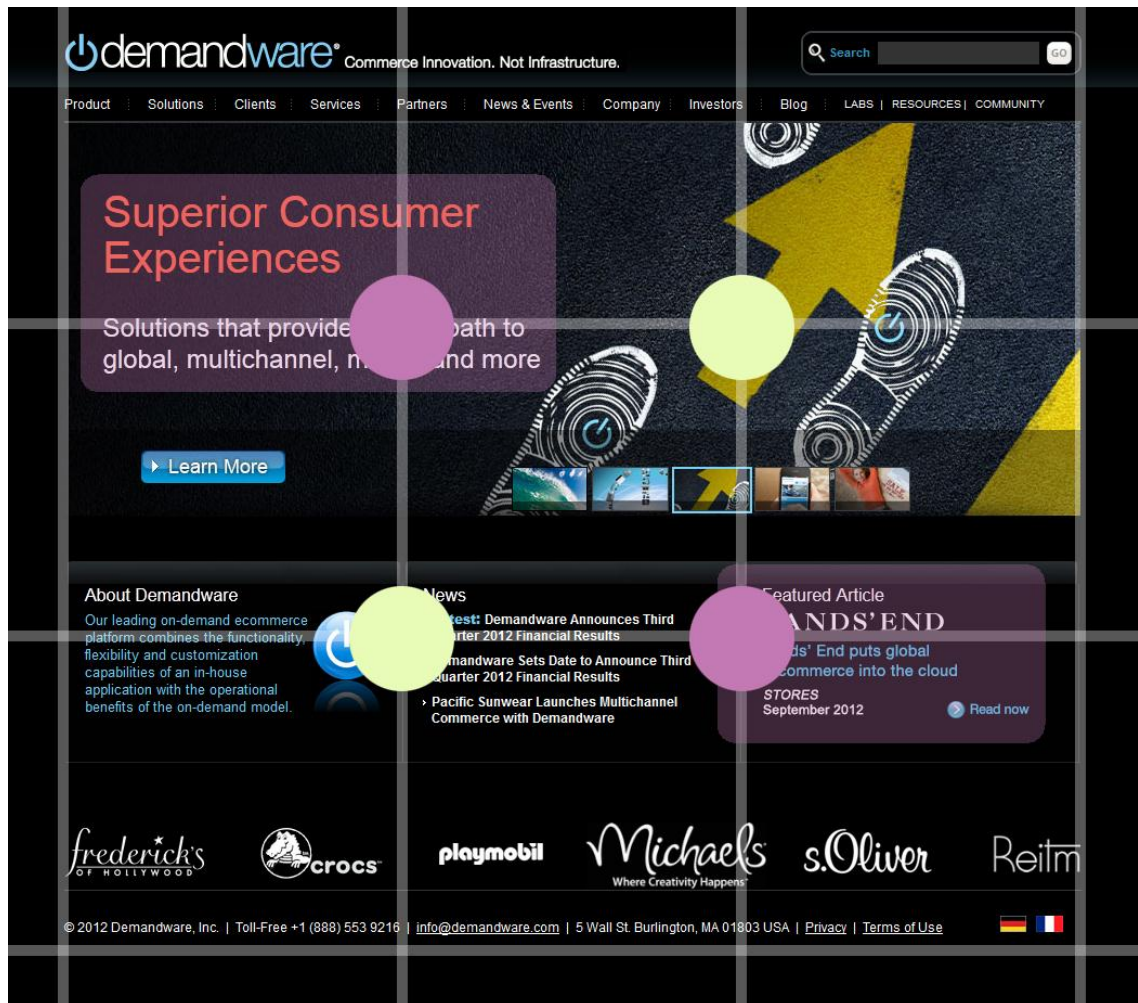 demandware® Commerce Innovation. Not Infrastructure.
Search GO
Product Solutions Clients Services Partners News & Events Company Investors Blog LABS | RESOURCES | COMMUNITY
Superior Consumer
Experiences
Solutions that provide path to
global, multichannel, and more
Learn More
About Demandware
Our leading on-demand ecommerce
platform combines the functionality,
flexibility and customization
capabilities of an in-house
application with the operational
benefits of the on-demand model.
News
Demandware Announces Third
2012 Financial Results
Sets Date to Announce Third
2012 Financial Results
Pacific Sunwear Launches Multichannel
Commerce with Demandware
Featured Article
LANDS' END
End puts global
into the cloud
STORES
September 2012
Read now
frederick's
OF HOLLYWOOD
crocs™
playmobil
Michaels
Where Creativity Happens™
s.Oliver
Reitm
© 2012 Demandware, Inc. | Toll-Free +1 (888) 553 9216 | info@demandware.com | 5 Wall St. Burlington, MA 01803 USA | Privacy | Terms of Use